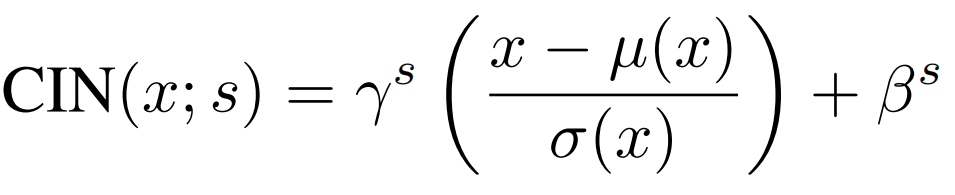 CIN(x; s) = γ^s ( (x − μ(x)) / σ(x) ) + β^s